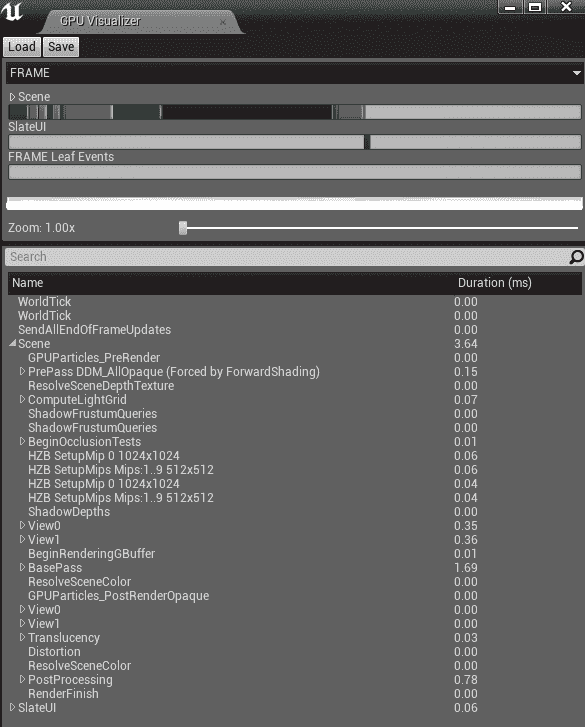 GPU Visualizer
Load Save
FRAME
Scene
SlateUI
FRAME Leaf Events
Zoom: 1.00x
Search
Name Duration (ms)
WorldTick 0.00
WorldTick 0.00
SendAllEndOfFrameUpdates 0.00
Scene 3.64
GPUParticles_PreRender 0.00
PrePass DDM_AllOpaque (Forced by ForwardShading) 0.15
ResolveSceneDepthTexture 0.00
ComputeLightGrid 0.07
ShadowFrustumQueries 0.00
ShadowFrustumQueries 0.00
BeginOcclusionTests 0.01
HZB SetupMip 0 1024x1024 0.06
HZB SetupMips Mips:1..9 512x512 0.06
HZB SetupMip 0 1024x1024 0.04
HZB SetupMips Mips:1..9 512x512 0.04
ShadowDepths 0.00
View0 0.35
View1 0.36
BeginRenderingGBuffer 0.01
BasePass 1.69
ResolveSceneColor 0.00
GPUParticles_PostRenderOpaque 0.00
View0 0.00
View1 0.00
Translucency 0.03
Distortion 0.00
ResolveSceneColor 0.00
PostProcessing 0.78
RenderFinish 0.00
SlateUI 0.06